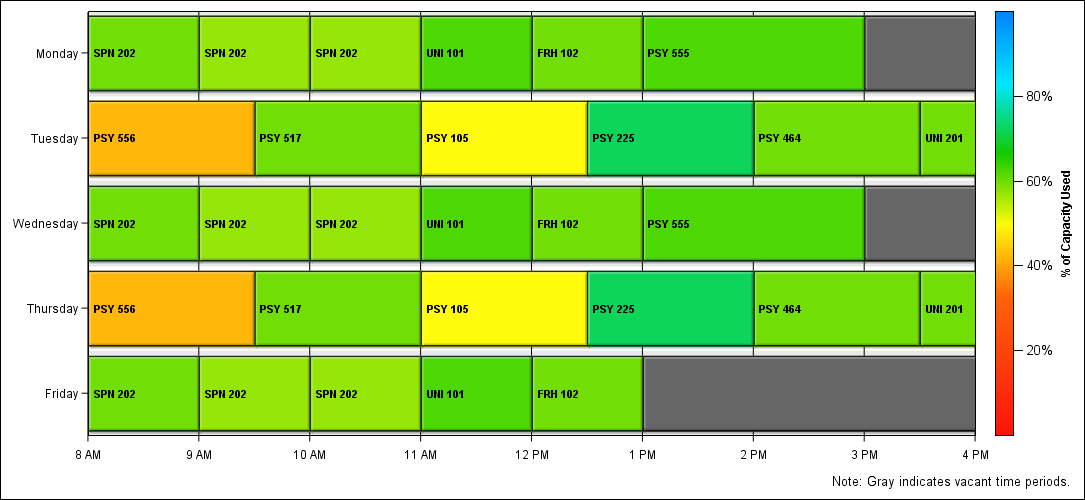 Monday
SPN 202
SPN 202
SPN 202
UNI 101
FRH 102
PSY 555
Tuesday
PSY 556
PSY 517
PSY 105
PSY 225
PSY 464
UNI 201
Wednesday
SPN 202
SPN 202
SPN 202
UNI 101
FRH 102
PSY 555
Thursday
PSY 556
PSY 517
PSY 105
PSY 225
PSY 464
UNI 201
Friday
SPN 202
SPN 202
SPN 202
UNI 101
FRH 102
8 AM
9 AM
10 AM
11 AM
12 PM
1 PM
2 PM
3 PM
4 PM
80%
60%
40%
20%
% of Capacity Used
Note: Gray indicates vacant time periods.